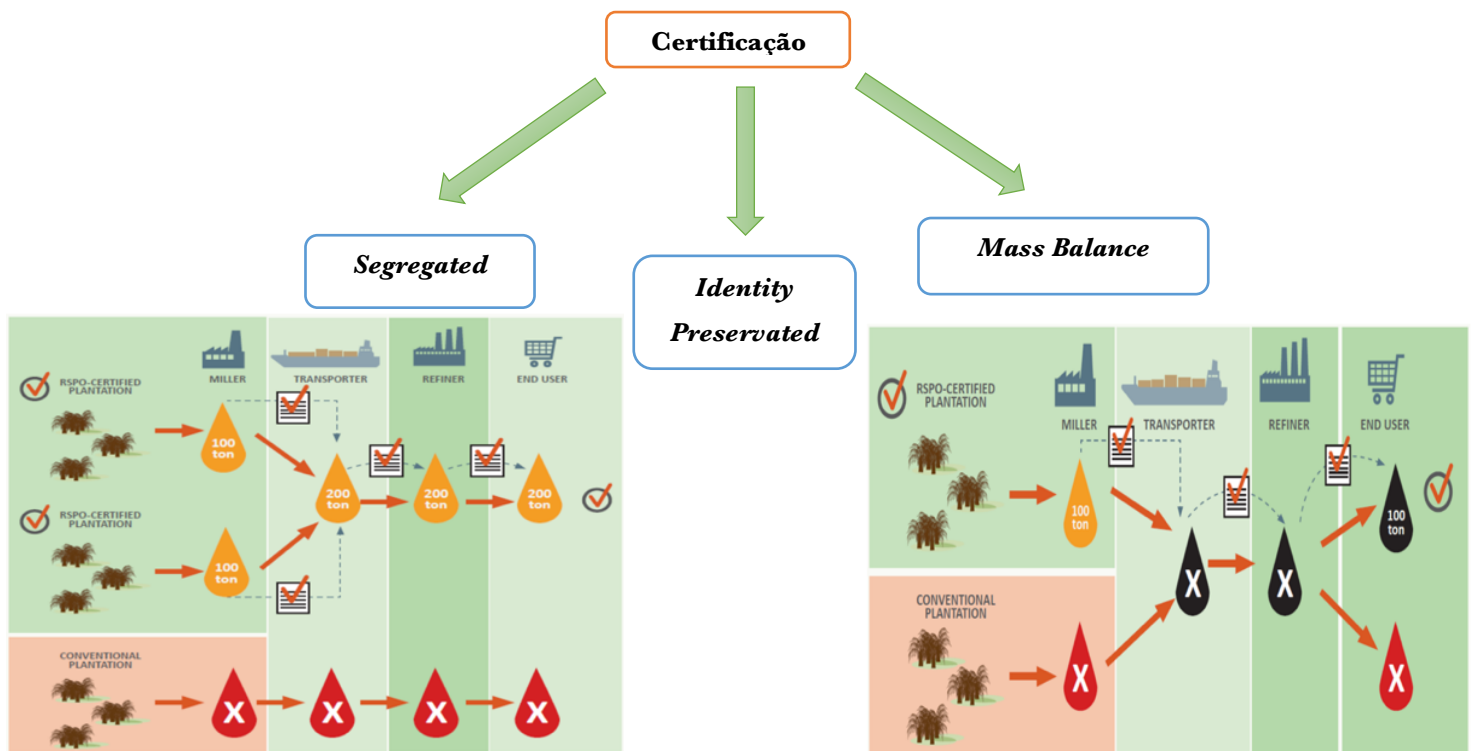 Certificação
Segregated
Identity
Preservated
Mass Balance
MILLER
TRANSPORTER
REFINER
END USER
RSPO-CERTIFIED
PLANTATION
100
ton
200
ton
200
ton
200
ton
RSPO-CERTIFIED
PLANTATION
100
ton
CONVENTIONAL
PLANTATION
X
X
X
X
RSPO-CERTIFIED
PLANTATION
MILLER
TRANSPORTER
REFINER
END USER
100
ton
100
ton
X
X
CONVENTIONAL
PLANTATION
X
X